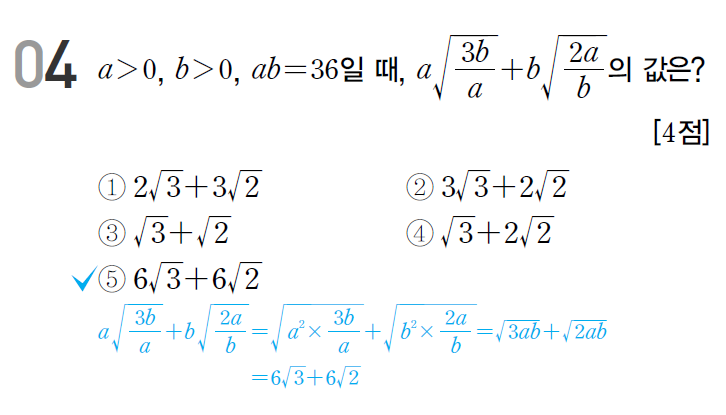 04 a>0, b>0, ab=36일 때, a√(3b/a)+b√(2a/b)의 값은?
[4점]
① 2√3+3√2 ② 3√3+2√2
③ √3+√2 ④ √3+2√2
⑤ 6√3+6√2
a√(3b/a)+b√(2a/b)=√(a²×3b/a)+√(b²×2a/b)=√3ab+√2ab
=6√3+6√2